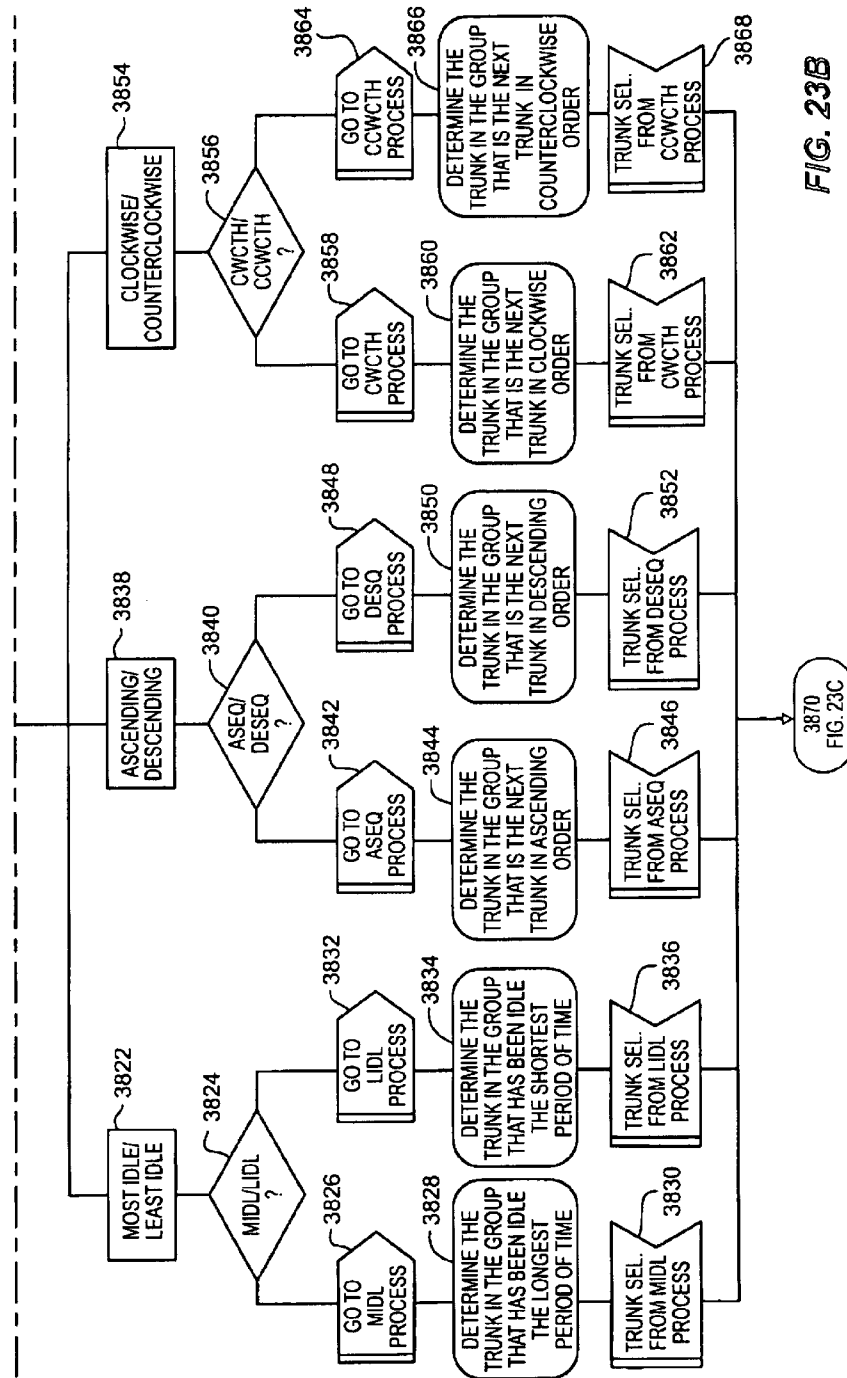 3822
MOST IDLE/
LEAST IDLE
3824
MIDL/LIDL
?
3826
GO TO
MIDL
PROCESS
3828
DETERMINE THE
TRUNK IN THE GROUP
THAT HAS BEEN IDLE
THE LONGEST
PERIOD OF TIME
3830
TRUNK SEL.
FROM MIDL
PROCESS
3832
GO TO
LIDL
PROCESS
3834
DETERMINE THE
TRUNK IN THE GROUP
THAT HAS BEEN IDLE
THE SHORTEST
PERIOD OF TIME
3836
TRUNK SEL.
FROM LIDL
PROCESS
3838
ASCENDING/
DESCENDING
3840
ASEQ/
DESEQ
?
3842
GO TO
ASEQ
PROCESS
3844
DETERMINE THE
TRUNK IN THE GROUP
THAT IS THE NEXT
TRUNK IN ASCENDING
ORDER
3846
TRUNK SEL.
FROM ASEQ
PROCESS
3848
GO TO
DESQ
PROCESS
3850
DETERMINE THE
TRUNK IN THE GROUP
THAT IS THE NEXT
TRUNK IN DESCENDING
ORDER
3852
TRUNK SEL.
FROM DESEQ
PROCESS
3854
CLOCKWISE/
COUNTERCLOCKWISE
3856
CWCTH/
CCWCTH
?
3858
GO TO
CWCTH
PROCESS
3860
DETERMINE THE
TRUNK IN THE GROUP
THAT IS THE NEXT
TRUNK IN CLOCKWISE
ORDER
3862
TRUNK SEL.
FROM
CWCTH
PROCESS
3864
GO TO
CCWCTH
PROCESS
3866
DETERMINE THE
TRUNK IN THE GROUP
THAT IS THE NEXT
TRUNK IN
COUNTERCLOCKWISE
ORDER
3868
TRUNK SEL.
FROM
CCWCTH
PROCESS
3870
FIG. 23C
FIG. 23B